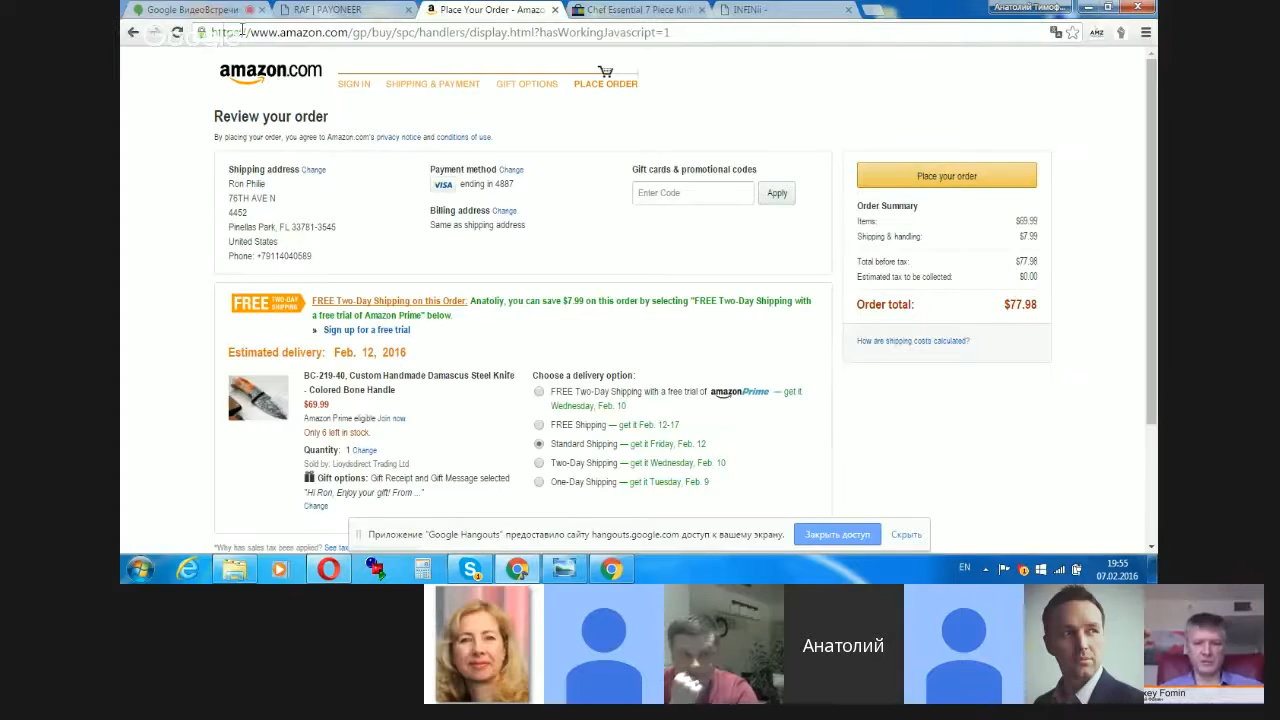 Google ВидеоВстречи
RAF | PAYONEER
Place Your Order - Amazo
Chef Essential 7 Piece Knif
INFINii -
Анатолий Тимоф...
Google
https://www.amazon.com/gp/buy/spc/handlers/display.html?hasWorkingJavascript=1
amazon.com
SIGN IN
SHIPPING & PAYMENT
GIFT OPTIONS
PLACE ORDER
Review your order
By placing your order, you agree to Amazon.com's privacy notice and conditions of use.
Shipping address Change
Ron Philie
76TH AVE N
4452
Pinellas Park, FL 33781-3545
United States
Phone: +79114040589
Payment method Change
VISA ending in 4887
Billing address Change
Same as shipping address
Gift cards & promotional codes
Enter Code
Apply
Place your order
Order Summary
Items: $69.99
Shipping & handling: $7.99
Total before tax: $77.98
Estimated tax to be collected: $0.00
Order total: $77.98
How are shipping costs calculated?
FREE TWO-DAY SHIPPING
FREE Two-Day Shipping on this Order: Anatoliy, you can save $7.99 on this order by selecting "FREE Two-Day Shipping with
a free trial of Amazon Prime" below.
» Sign up for a free trial
Estimated delivery: Feb. 12, 2016
BC-219-40, Custom Handmade Damascus Steel Knife
- Colored Bone Handle
$69.99
Amazon Prime eligible Join now
Only 6 left in stock.
Quantity: 1 Change
Sold by: Lloydsdirect Trading Ltd
Gift options: Gift Receipt and Gift Message selected
"Hi Ron, Enjoy your gift! From ..."
Change
Choose a delivery option:
FREE Two-Day Shipping with a free trial of amazonPrime — get it
Wednesday, Feb. 10
FREE Shipping — get it Feb. 12-17
Standard Shipping — get it Friday, Feb. 12
Two-Day Shipping — get it Wednesday, Feb. 10
One-Day Shipping — get it Tuesday, Feb. 9
*Why has sales tax been applied? See tax
Приложение "Google Hangouts" предоставило сайту hangouts.google.com доступ к вашему экрану.
Закрыть доступ
Скрыть
EN
19:55
07.02.2016
Анатолий
xey Fomin